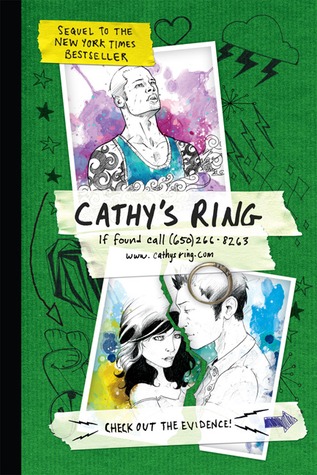 SEQUEL TO THE
NEW YORK TIMES
BESTSELLER
CATHY'S RING
If found call (650)266-8263
www.cathysring.com
CHECK OUT THE EVIDENCE!